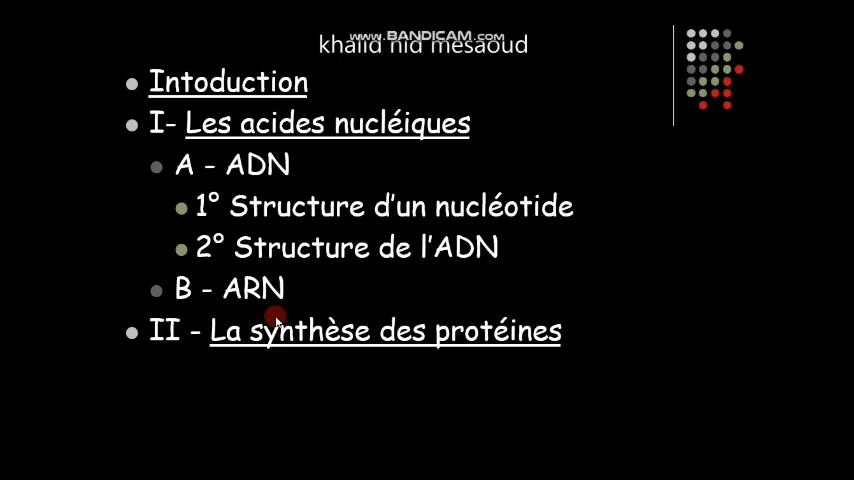 www.BANDICAM.com
khalid nid mesaoud
Intoduction
I- Les acides nucléiques
A - ADN
1° Structure d'un nucléotide
2° Structure de l'ADN
B - ARN
II - La synthèse des protéines